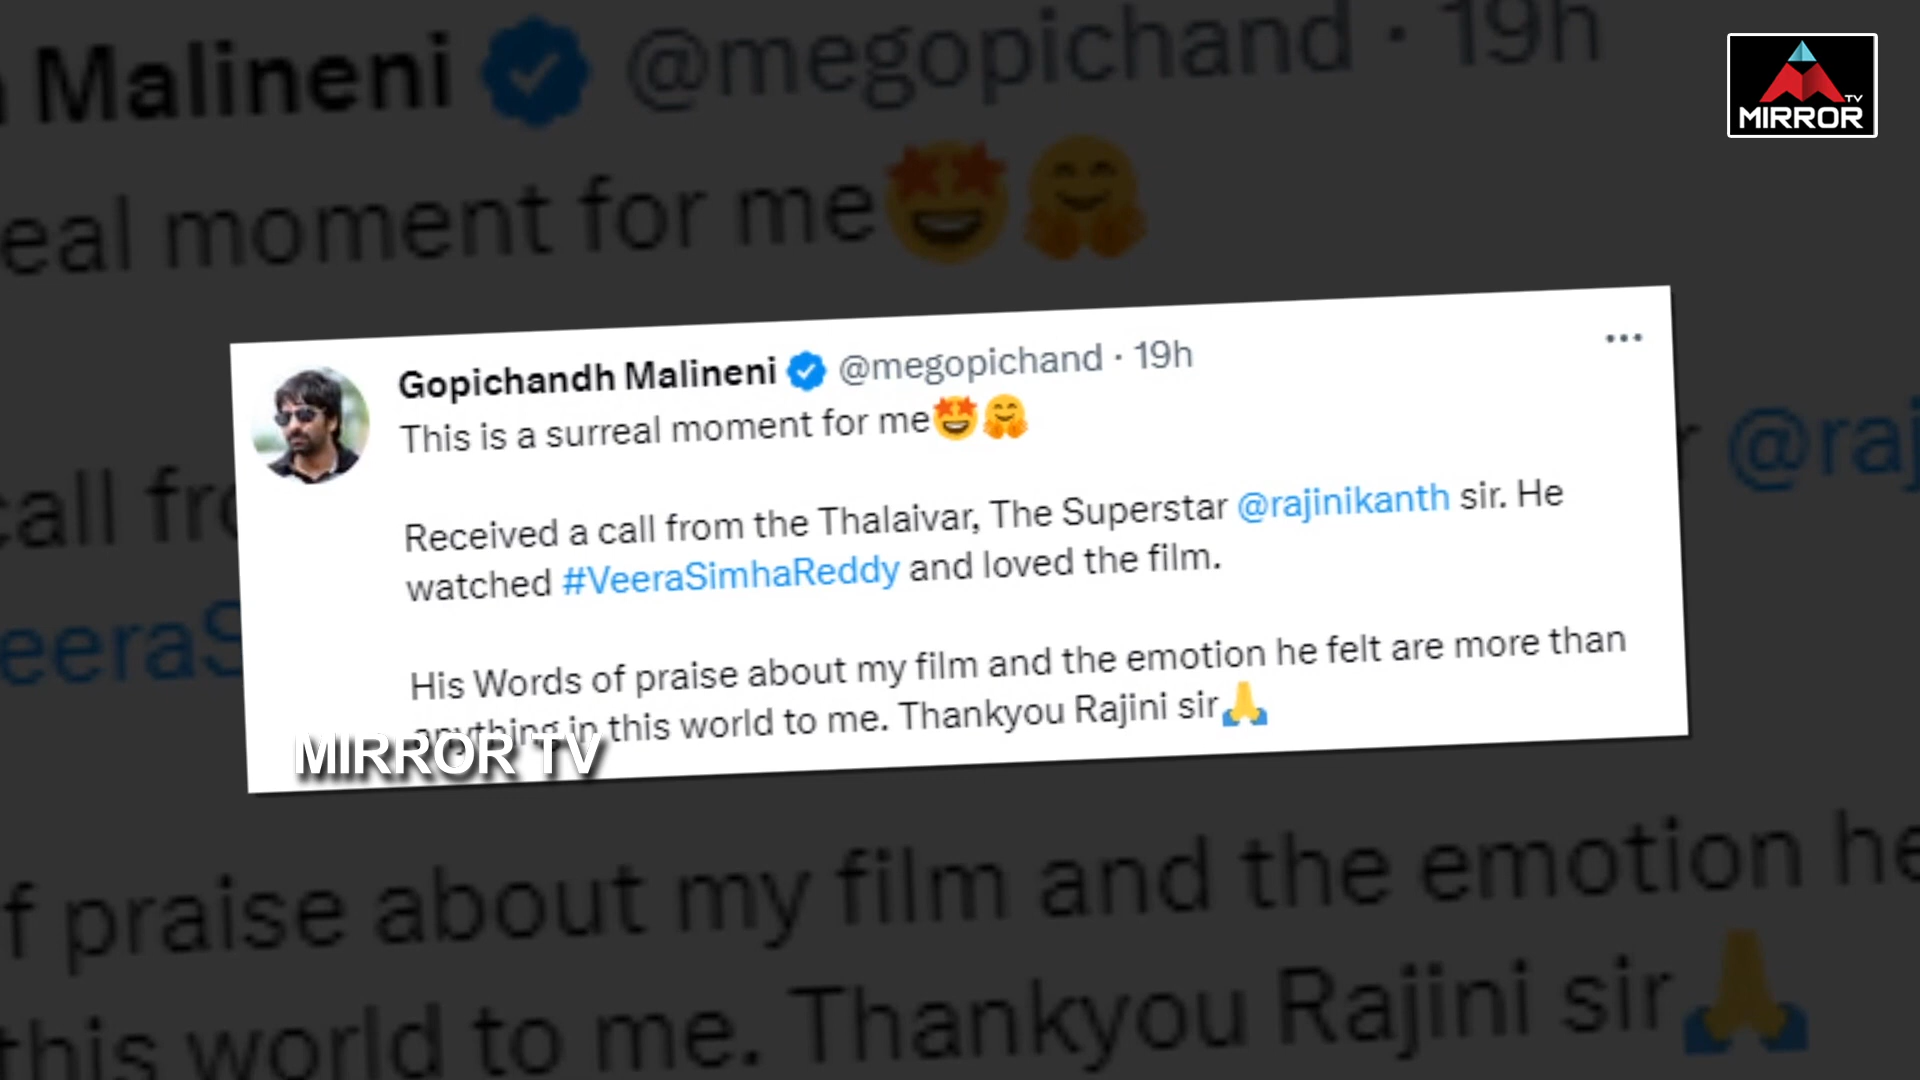 Malineni @megopichand · 19h
eal moment for me🤩🤗
TV
MIRROR
Gopichandh Malineni @megopichand · 19h
This is a surreal moment for me🤩🤗
Received a call from the Thalaivar, The Superstar @rajinikanth sir. He
watched #VeeraSimhaReddy and loved the film.
His Words of praise about my film and the emotion he felt are more than
anything in this world to me. Thankyou Rajini sir🙏
MIRROR TV
call fr
@raj
eeraS
f praise about my film and the emotion he
this world to me. Thankyou Rajini sir🙏